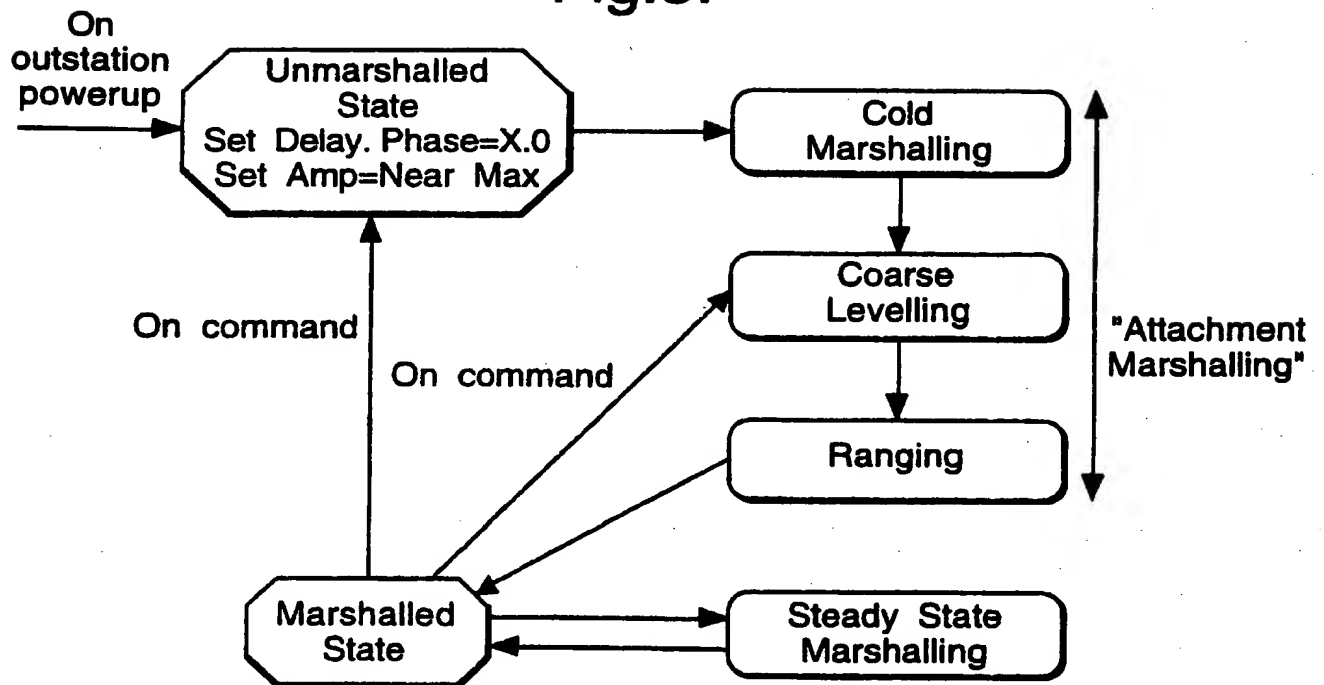 On
outstation
powerup
Unmarshalled
State
Set Delay. Phase=X.0
Set Amp=Near Max
Cold
Marshalling
Coarse
Levelling
"Attachment
Marshalling"
On command
On command
Ranging
Marshalled
State
Steady State
Marshalling